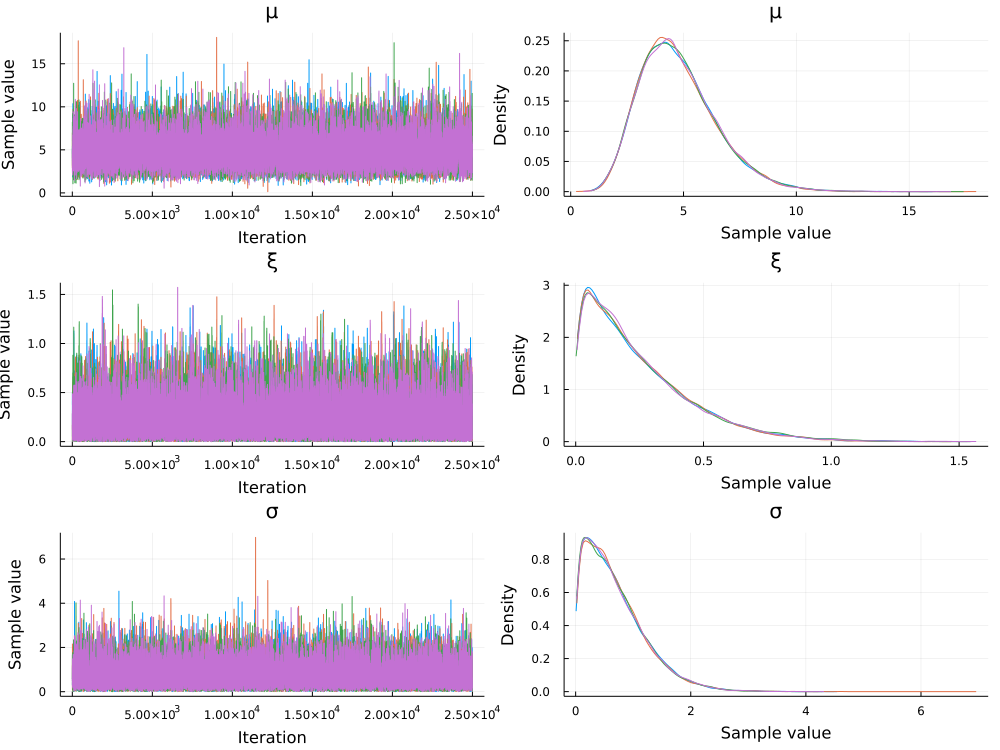 μ
Sample value
15
10
5
0
0 5.00×10³ 1.00×10⁴ 1.50×10⁴ 2.00×10⁴ 2.50×10⁴
Iteration
μ
Density
0.25
0.20
0.15
0.10
0.05
0.00
0 5 10 15
Sample value
ξ
Sample value
1.5
1.0
0.5
0.0
0 5.00×10³ 1.00×10⁴ 1.50×10⁴ 2.00×10⁴ 2.50×10⁴
Iteration
ξ
Density
3
2
1
0
0.0 0.5 1.0 1.5
Sample value
σ
Sample value
6
4
2
0
0 5.00×10³ 1.00×10⁴ 1.50×10⁴ 2.00×10⁴ 2.50×10⁴
Iteration
σ
Density
0.8
0.6
0.4
0.2
0.0
0 2 4 6
Sample value